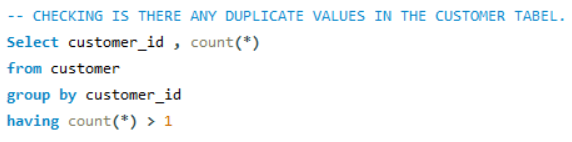 -- CHECKING IS THERE ANY DUPLICATE VALUES IN THE CUSTOMER TABEL.
Select customer_id , count(*)
from customer
group by customer_id
having count(*) > 1